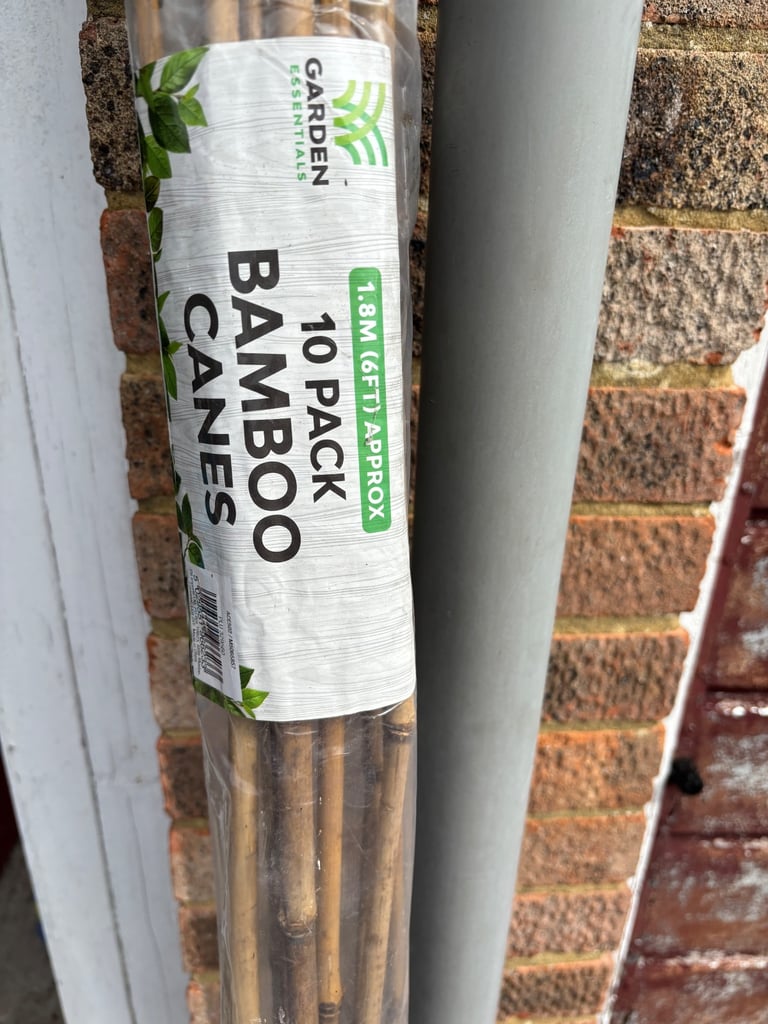 GARDEN
ESSENTIALS
1.8M (6FT) APPROX
10 PACK
BAMBOO
CANES